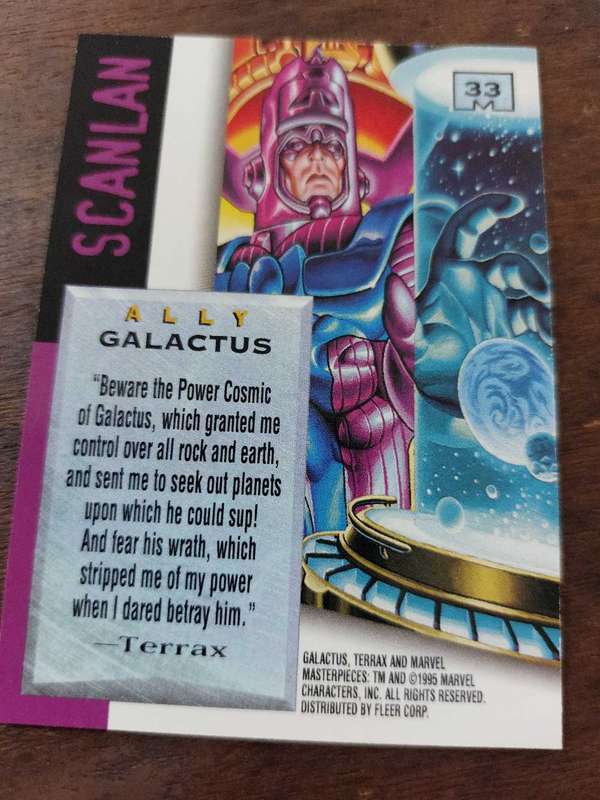 SCANLAN
33
M
ALLY
GALACTUS
“Beware the Power Cosmic
of Galactus, which granted me
control over all rock and earth,
and sent me to seek out planets
upon which he could sup!
And fear his wrath, which
stripped me of my power
when I dared betray him.”
—Terrax
GALACTUS, TERRAX AND MARVEL
MASTERPIECES: TM AND ©1995 MARVEL
CHARACTERS, INC. ALL RIGHTS RESERVED.
DISTRIBUTED BY FLEER CORP.